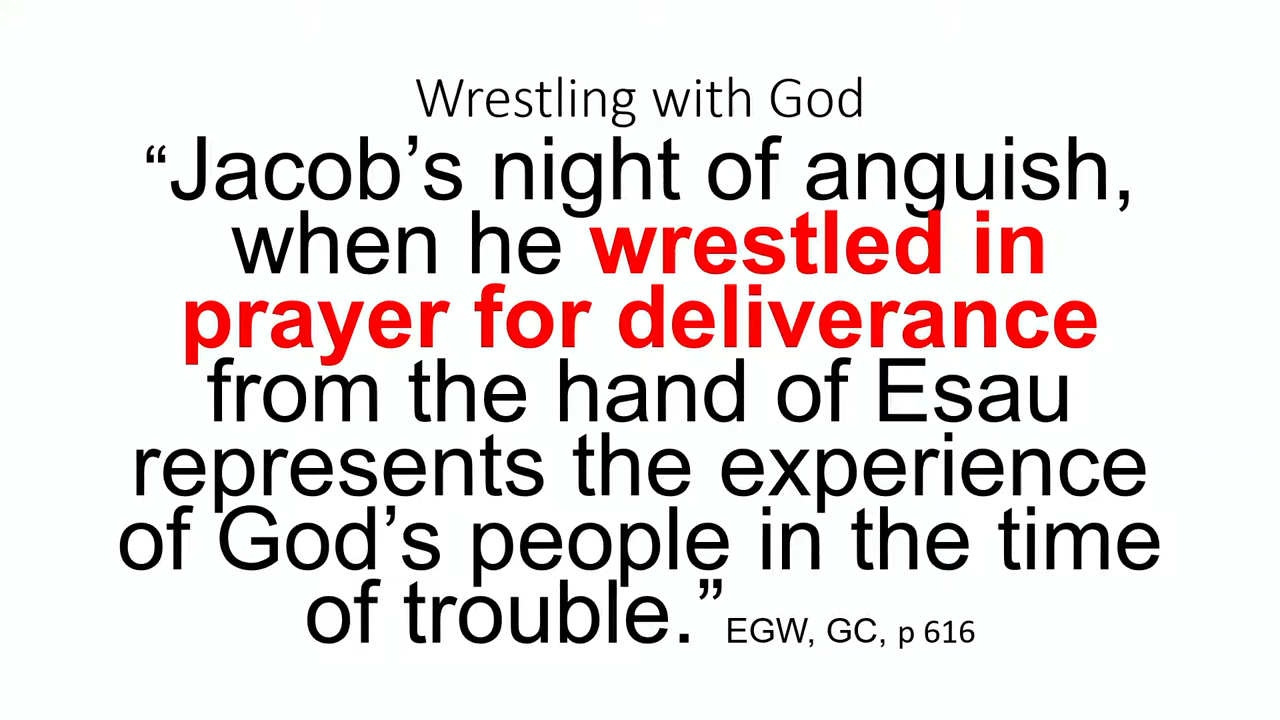 Wrestling with God
“Jacob’s night of anguish,
when he wrestled in
prayer for deliverance
from the hand of Esau
represents the experience
of God’s people in the time
of trouble.” EGW, GC, p 616